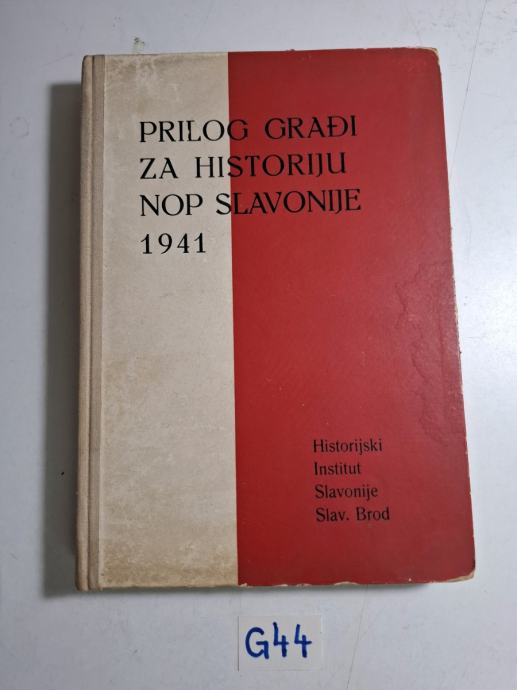 PRILOG GRAĐI
ZA HISTORIJU
NOP SLAVONIJE
1941
Historijski
Institut
Slavonije
Slav. Brod
G44